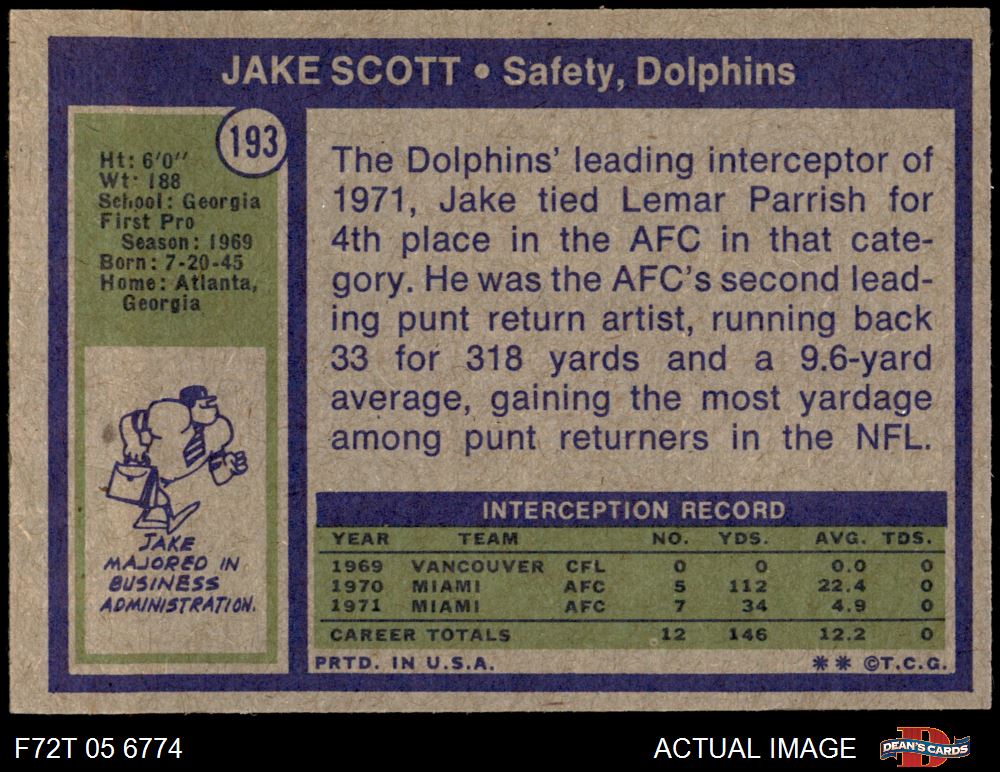 JAKE SCOTT • Safety, Dolphins
193
Ht: 6'0"
Wt: 188
School: Georgia
First Pro
Season: 1969
Born: 7-20-45
Home: Atlanta,
Georgia
JAKE
MAJORED IN
BUSINESS
ADMINISTRATION.
The Dolphins' leading interceptor of
1971, Jake tied Lemar Parrish for
4th place in the AFC in that cate-
gory. He was the AFC's second lead-
ing punt return artist, running back
33 for 318 yards and a 9.6-yard
average, gaining the most yardage
among punt returners in the NFL.
INTERCEPTION RECORD
YEAR TEAM NO. YDS. AVG. TDS.
1969 VANCOUVER CFL 0 0 0.0 0
1970 MIAMI AFC 5 112 22.4 0
1971 MIAMI AFC 7 34 4.9 0
CAREER TOTALS 12 146 12.2 0
PRTD. IN U.S.A. ** ©T.C.G.
F72T 05 6774 ACTUAL IMAGE DEAN'S CARDS